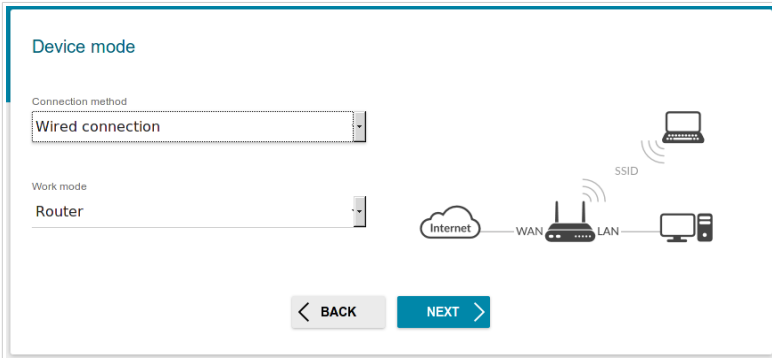 Device mode
Connection method
Wired connection
Work mode
Router
SSID
Internet
WAN
LAN
BACK
NEXT